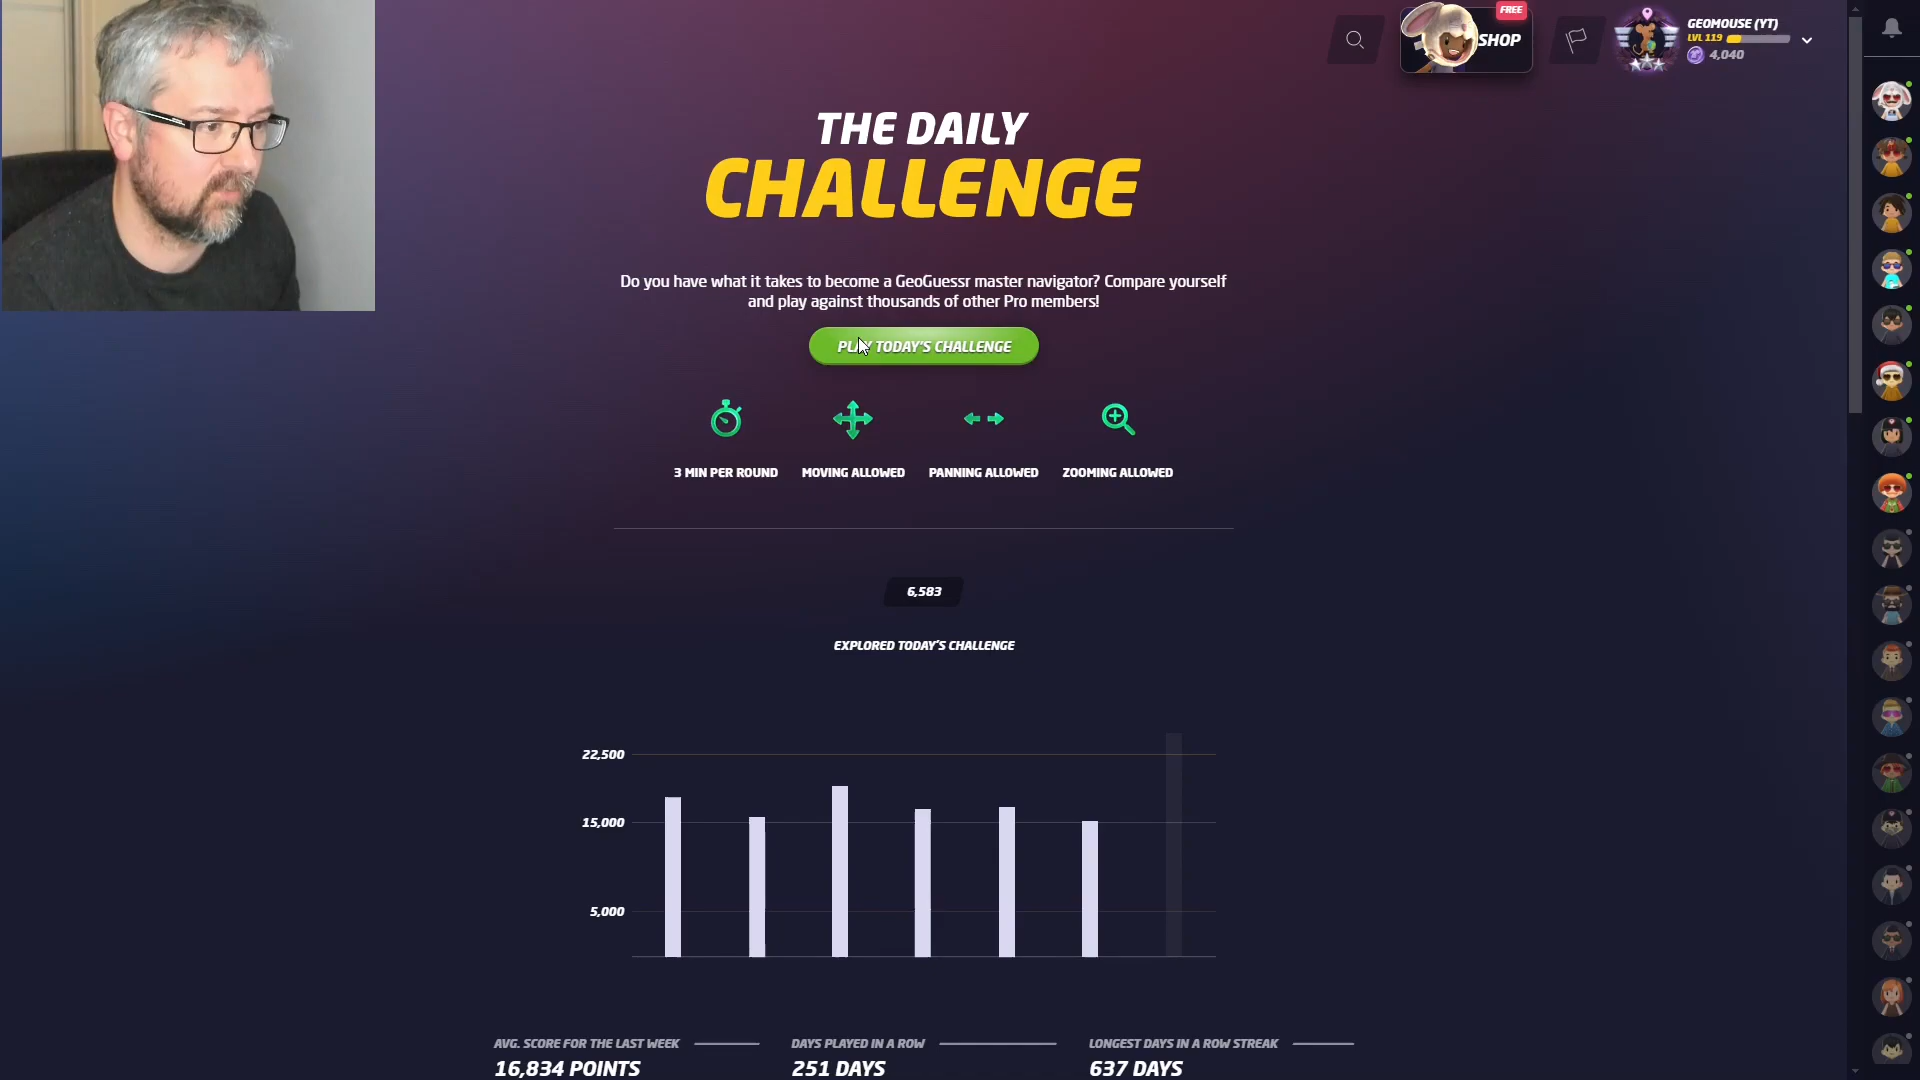 FREE
SHOP
GEOMOUSE (YT)
LVL 119
4,040
THE DAILY
CHALLENGE
Do you have what it takes to become a GeoGuessr master navigator? Compare yourself
and play against thousands of other Pro members!
PLAY TODAY'S CHALLENGE
3 MIN PER ROUND
MOVING ALLOWED
PANNING ALLOWED
ZOOMING ALLOWED
6,583
EXPLORED TODAY'S CHALLENGE
22,500
15,000
5,000
AVG. SCORE FOR THE LAST WEEK
16,834 POINTS
DAYS PLAYED IN A ROW
251 DAYS
LONGEST DAYS IN A ROW STREAK
637 DAYS